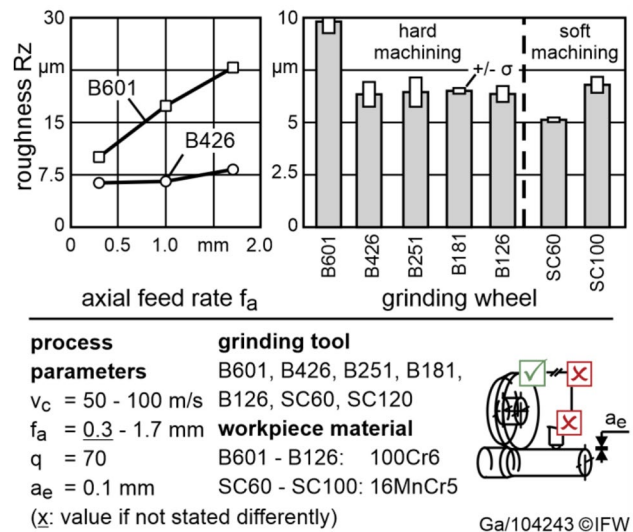 roughness Rz
30
µm
15
7.5
0
B601
B426
0 0.5 1.0 mm 2.0
axial feed rate fa
10
µm
5
2.5
0
hard
machining
soft
machining
+/- σ
B601
B426
B251
B181
B126
SC60
SC100
grinding wheel
process
parameters
vc = 50 - 100 m/s
fa = 0.3 - 1.7 mm
q = 70
ae = 0.1 mm
(x: value if not stated differently)
grinding tool
B601, B426, B251, B181,
B126, SC60, SC120
workpiece material
B601 - B126: 100Cr6
SC60 - SC100: 16MnCr5
ae
Ga/104243 ©IFW